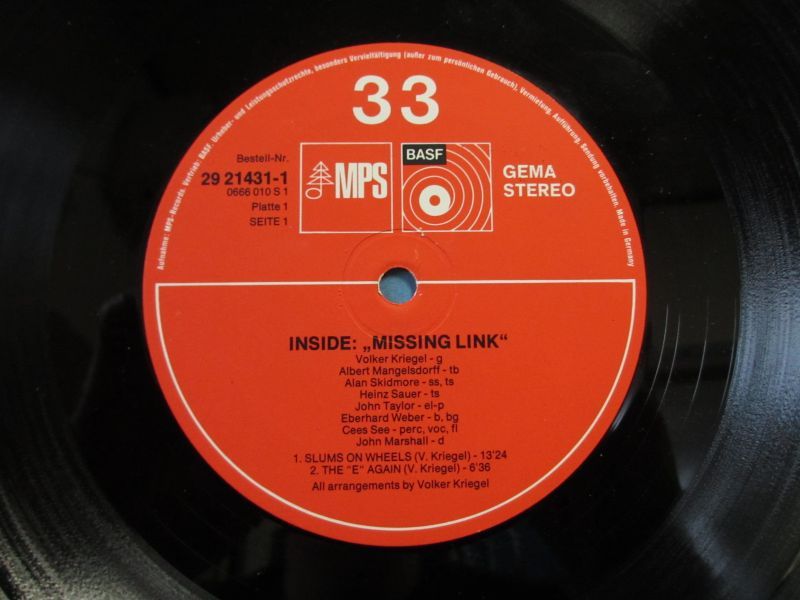 Aufnahme: MPS-Records, Vertrieb: BASF, Urheber- und Leistungsschutzrechte, besonders Vervielfältigung (außer zum persönlichen Gebrauch), Vermietung, Aufführung, Sendung vorbehalten. Made in Germany
33
Bestell-Nr.
29 21431-1
0666 010 S 1
Platte 1
SEITE 1
MPS
BASF
GEMA
STEREO
INSIDE: „MISSING LINK“
Volker Kriegel - g
Albert Mangelsdorff - tb
Alan Skidmore - ss, ts
Heinz Sauer - ts
John Taylor - el-p
Eberhard Weber - b, bg
Cees See - perc, voc, fl
John Marshall - d
1. SLUMS ON WHEELS (V. Kriegel) - 13'24
2. THE "E" AGAIN (V. Kriegel) - 6'36
All arrangements by Volker Kriegel